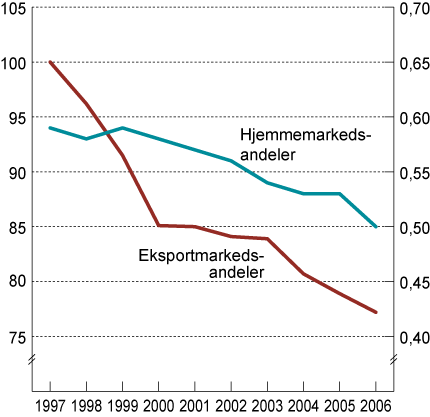 105 0,70
100 0,65
95 0,60
Hjemmemarkeds-
andeler
90 0,55
85 0,50
Eksportmarkeds-
andeler
80 0,45
75 0,40
1997 1998 1999 2000 2001 2002 2003 2004 2005 2006